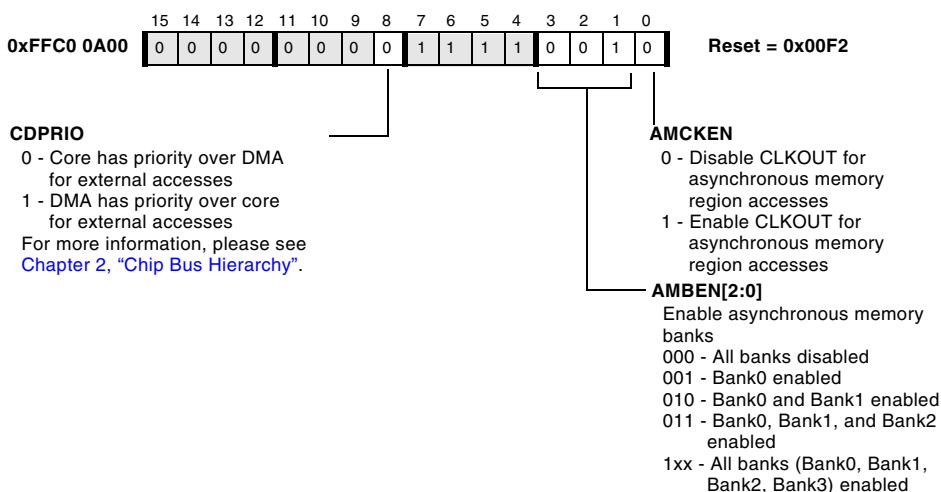 15 14 13 12 11 10 9 8 7 6 5 4 3 2 1 0
0xFFC0 0A00 0 0 0 0 0 0 0 0 1 1 1 1 0 0 1 0 Reset = 0x00F2
CDPRIO
0 - Core has priority over DMA
for external accesses
1 - DMA has priority over core
for external accesses
For more information, please see
Chapter 2, “Chip Bus Hierarchy”.
AMCKEN
0 - Disable CLKOUT for
asynchronous memory
region accesses
1 - Enable CLKOUT for
asynchronous memory
region accesses
AMBEN[2:0]
Enable asynchronous memory
banks
000 - All banks disabled
001 - Bank0 enabled
010 - Bank0 and Bank1 enabled
011 - Bank0, Bank1, and Bank2
enabled
1xx - All banks (Bank0, Bank1,
Bank2, Bank3) enabled